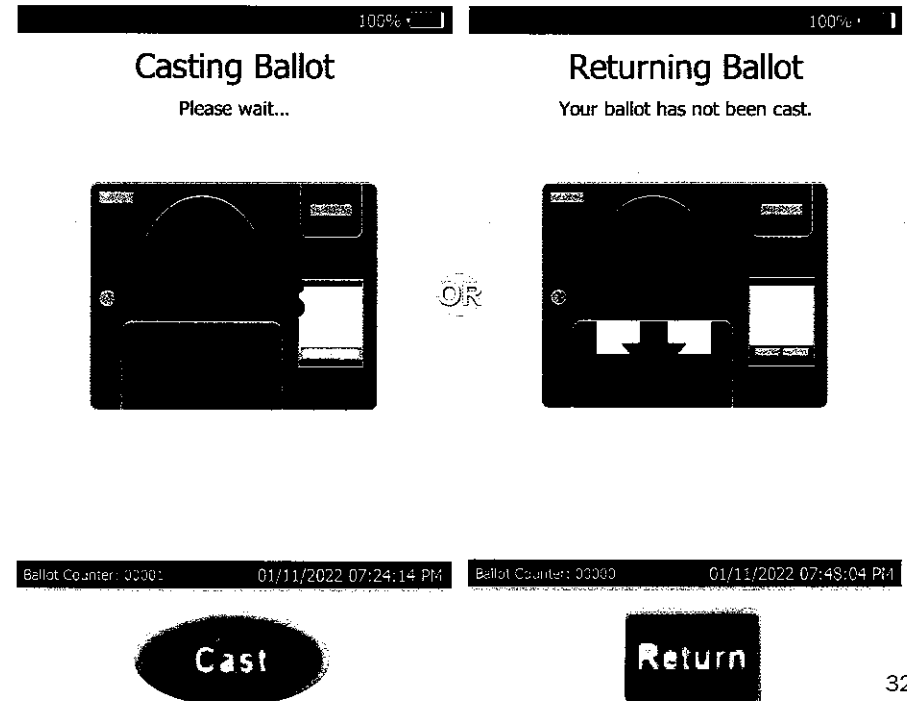 100%
Casting Ballot
Please wait...
Ballot Counter: 00001
01/11/2022 07:24:14 PM
Cast
OR
100%
Returning Ballot
Your ballot has not been cast.
Ballot Counter: 00000
01/11/2022 07:48:04 PM
Return
32